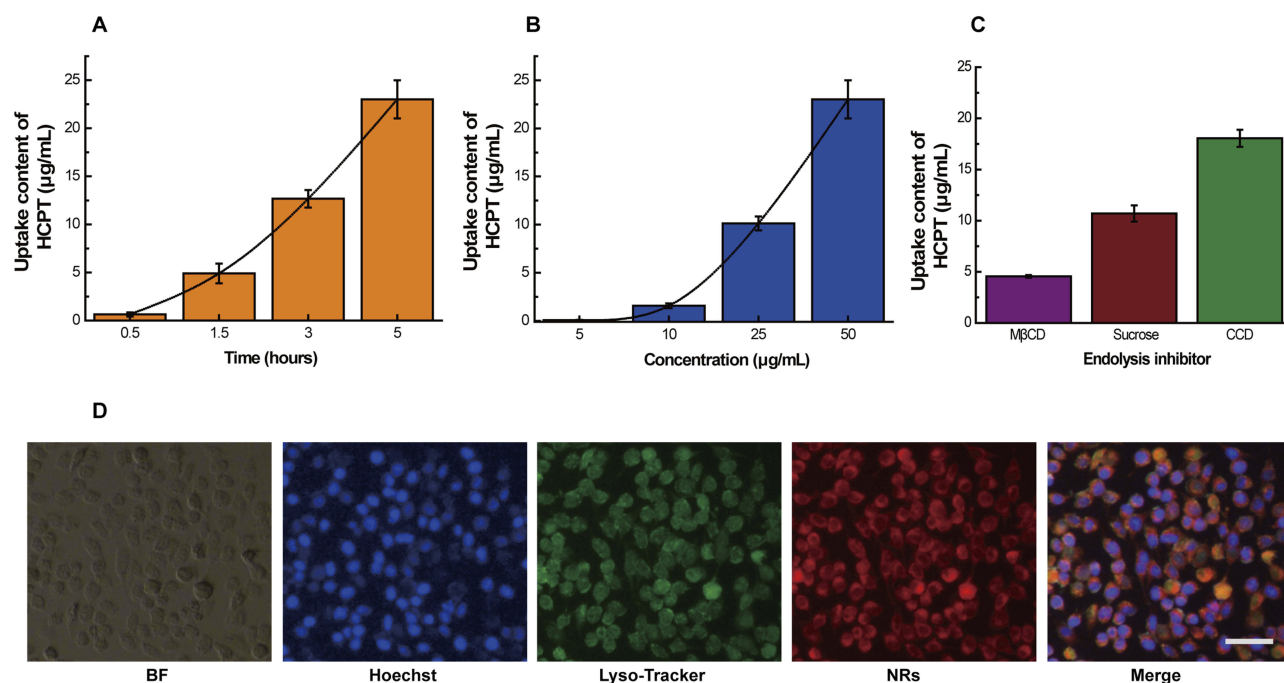 A
Uptake content of
HCPT (µg/mL)
25
20
15
10
5
0
0.5 1.5 3 5
Time (hours)
B
Uptake content of
HCPT (µg/mL)
25
20
15
10
5
0
5 10 25 50
Concentration (µg/mL)
C
Uptake content of
HCPT (µg/mL)
25
20
15
10
5
0
MβCD Sucrose CCD
Endolysis inhibitor
D
BF Hoechst Lyso-Tracker NRs Merge